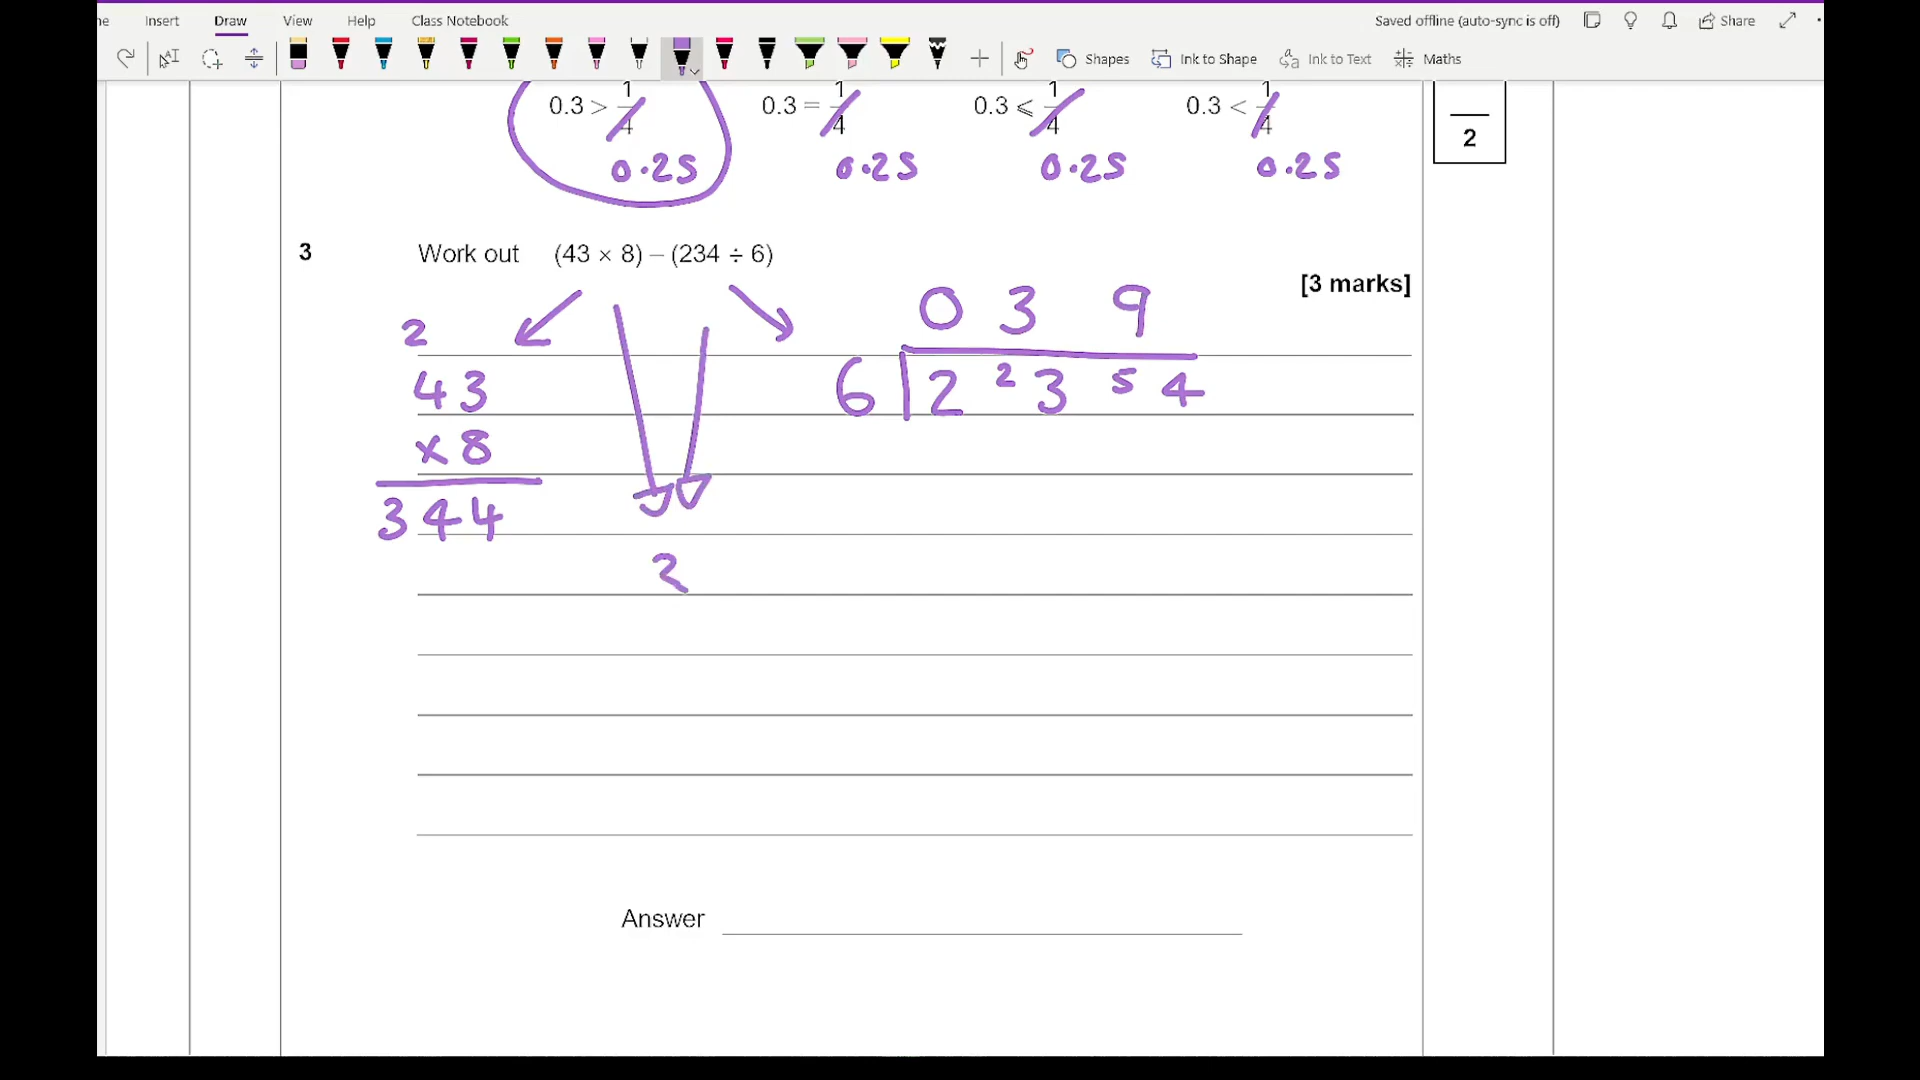 ne Insert Draw View Help Class Notebook Saved offline (auto-sync is off) Share
Shapes Ink to Shape Ink to Text Maths
0.3 > 1/4 0.3 = 1/4 0.3 ⩽ 1/4 0.3 < 1/4
2
0.25 0.25 0.25 0.25
3 Work out (43 × 8) – (234 ÷ 6)
[3 marks]
0 3 9
2
6 2 2 3 5 4
43
×8
344
Answer